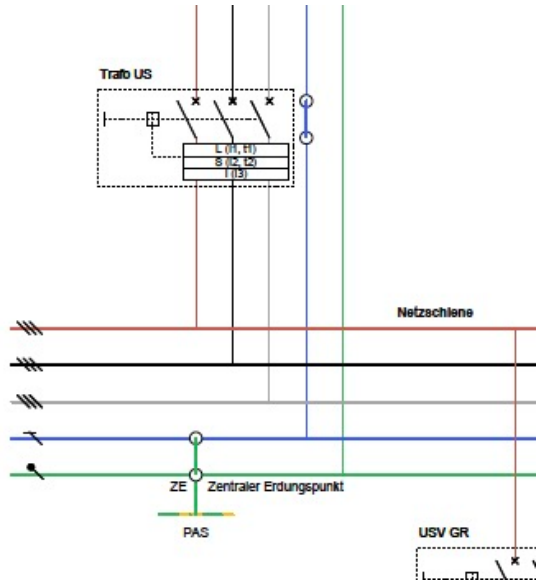 Trafo US
L (I1, t1)
S (I2, t2)
I (I3)
Netzschiene
ZE Zentraler Erdungspunkt
PAS
USV GR